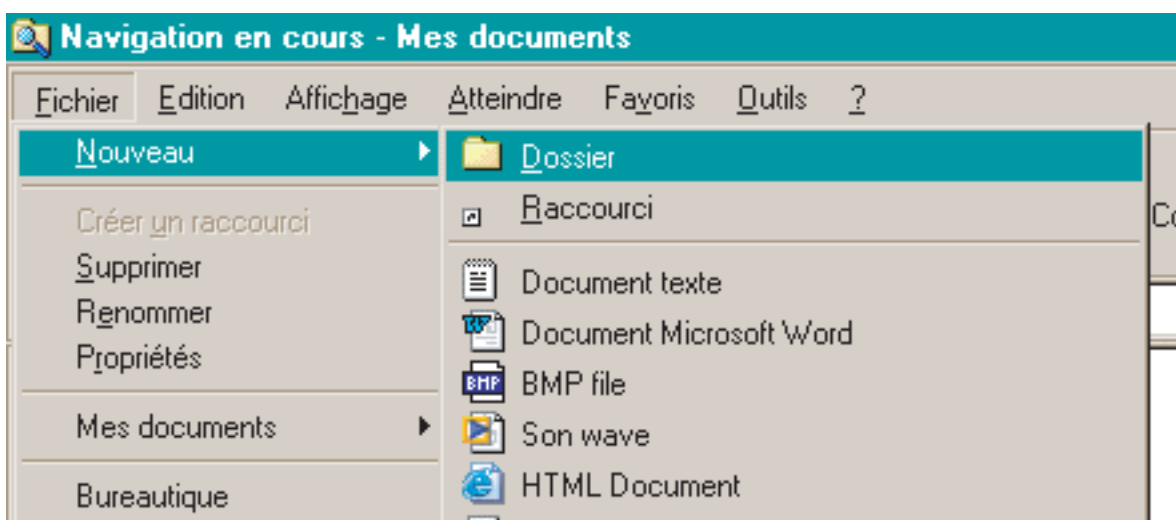 Navigation en cours - Mes documents
Fichier Edition Affichage Atteindre Favoris Outils ?
Nouveau
Créer un raccourci
Supprimer
Renommer
Propriétés
Mes documents
Bureautique
Dossier
Raccourci
Document texte
Document Microsoft Word
BMP file
Son wave
HTML Document